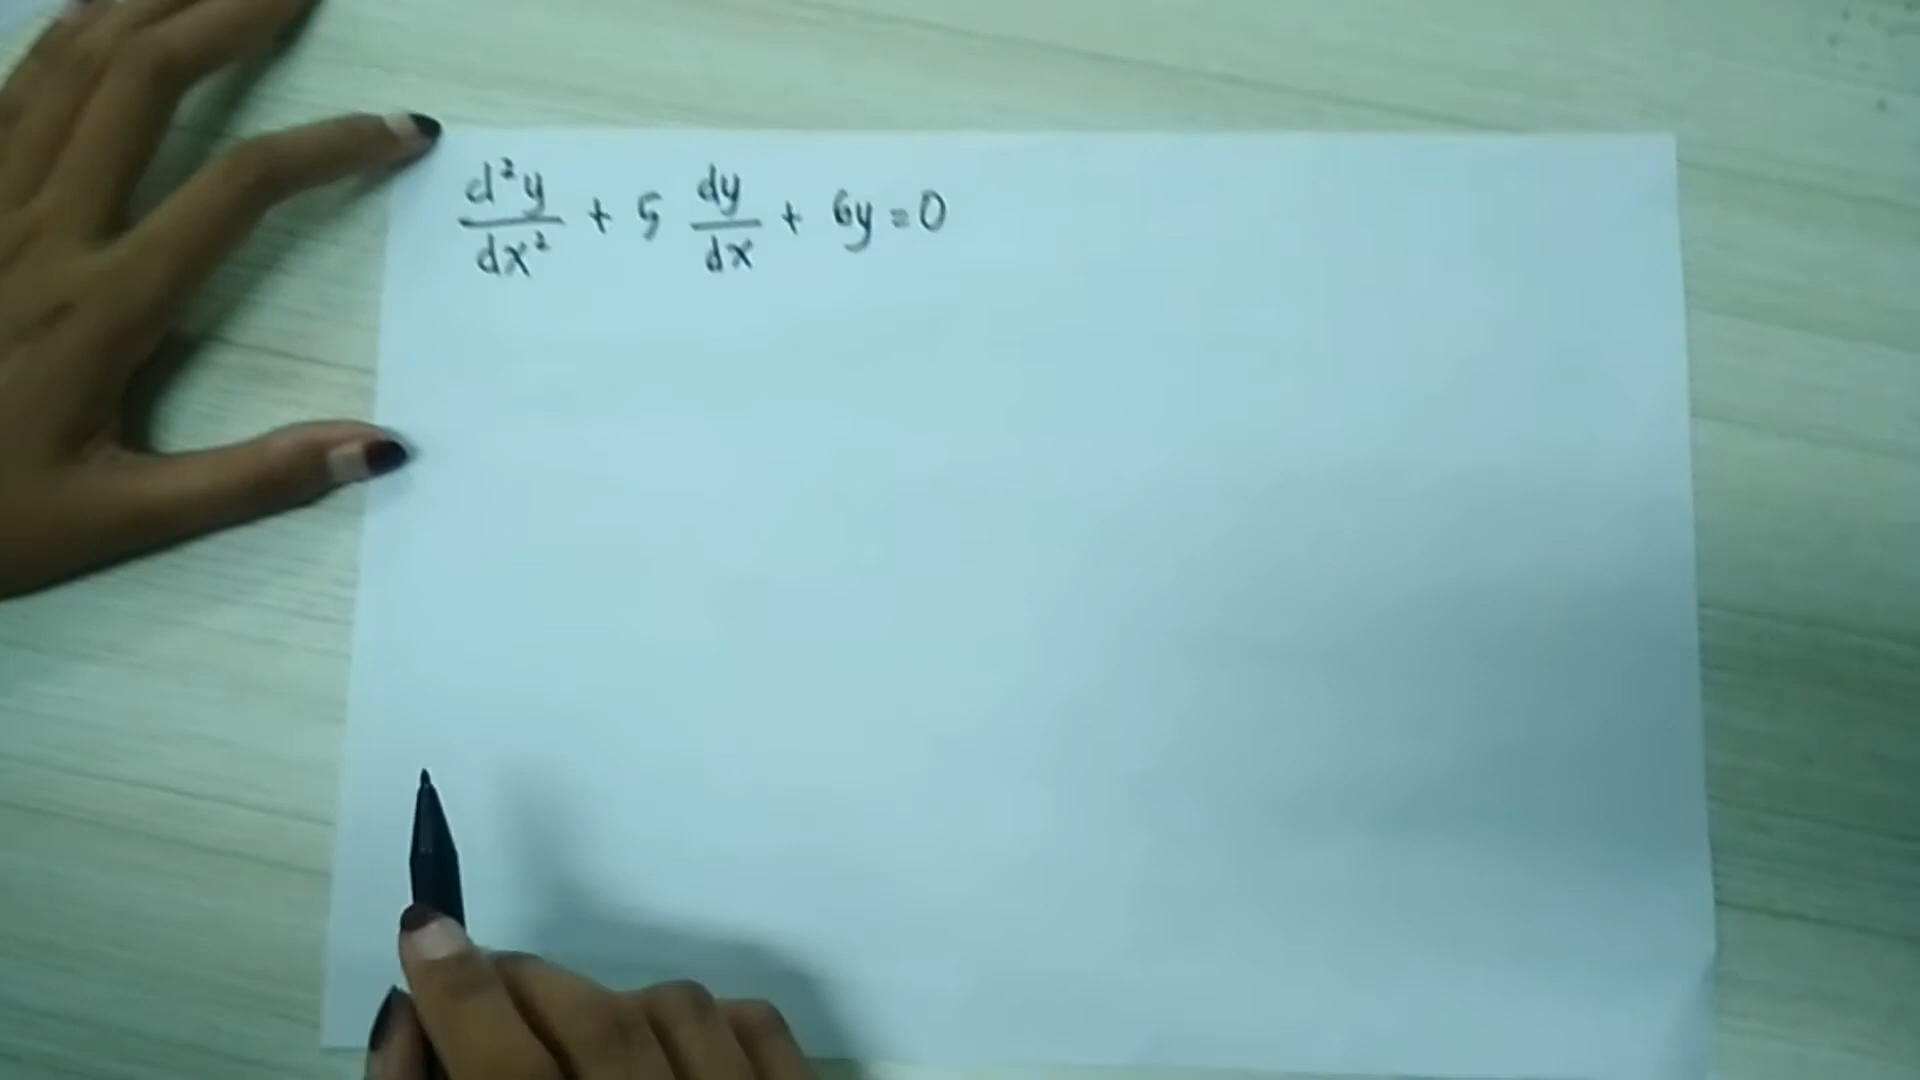 d²y/dx² + 5 dy/dx + 6y = 0